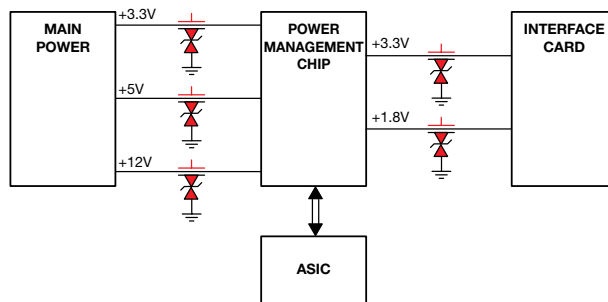 MAIN
POWER
+3.3V
+5V
+12V
POWER
MANAGEMENT
CHIP
+3.3V
+1.8V
INTERFACE
CARD
ASIC